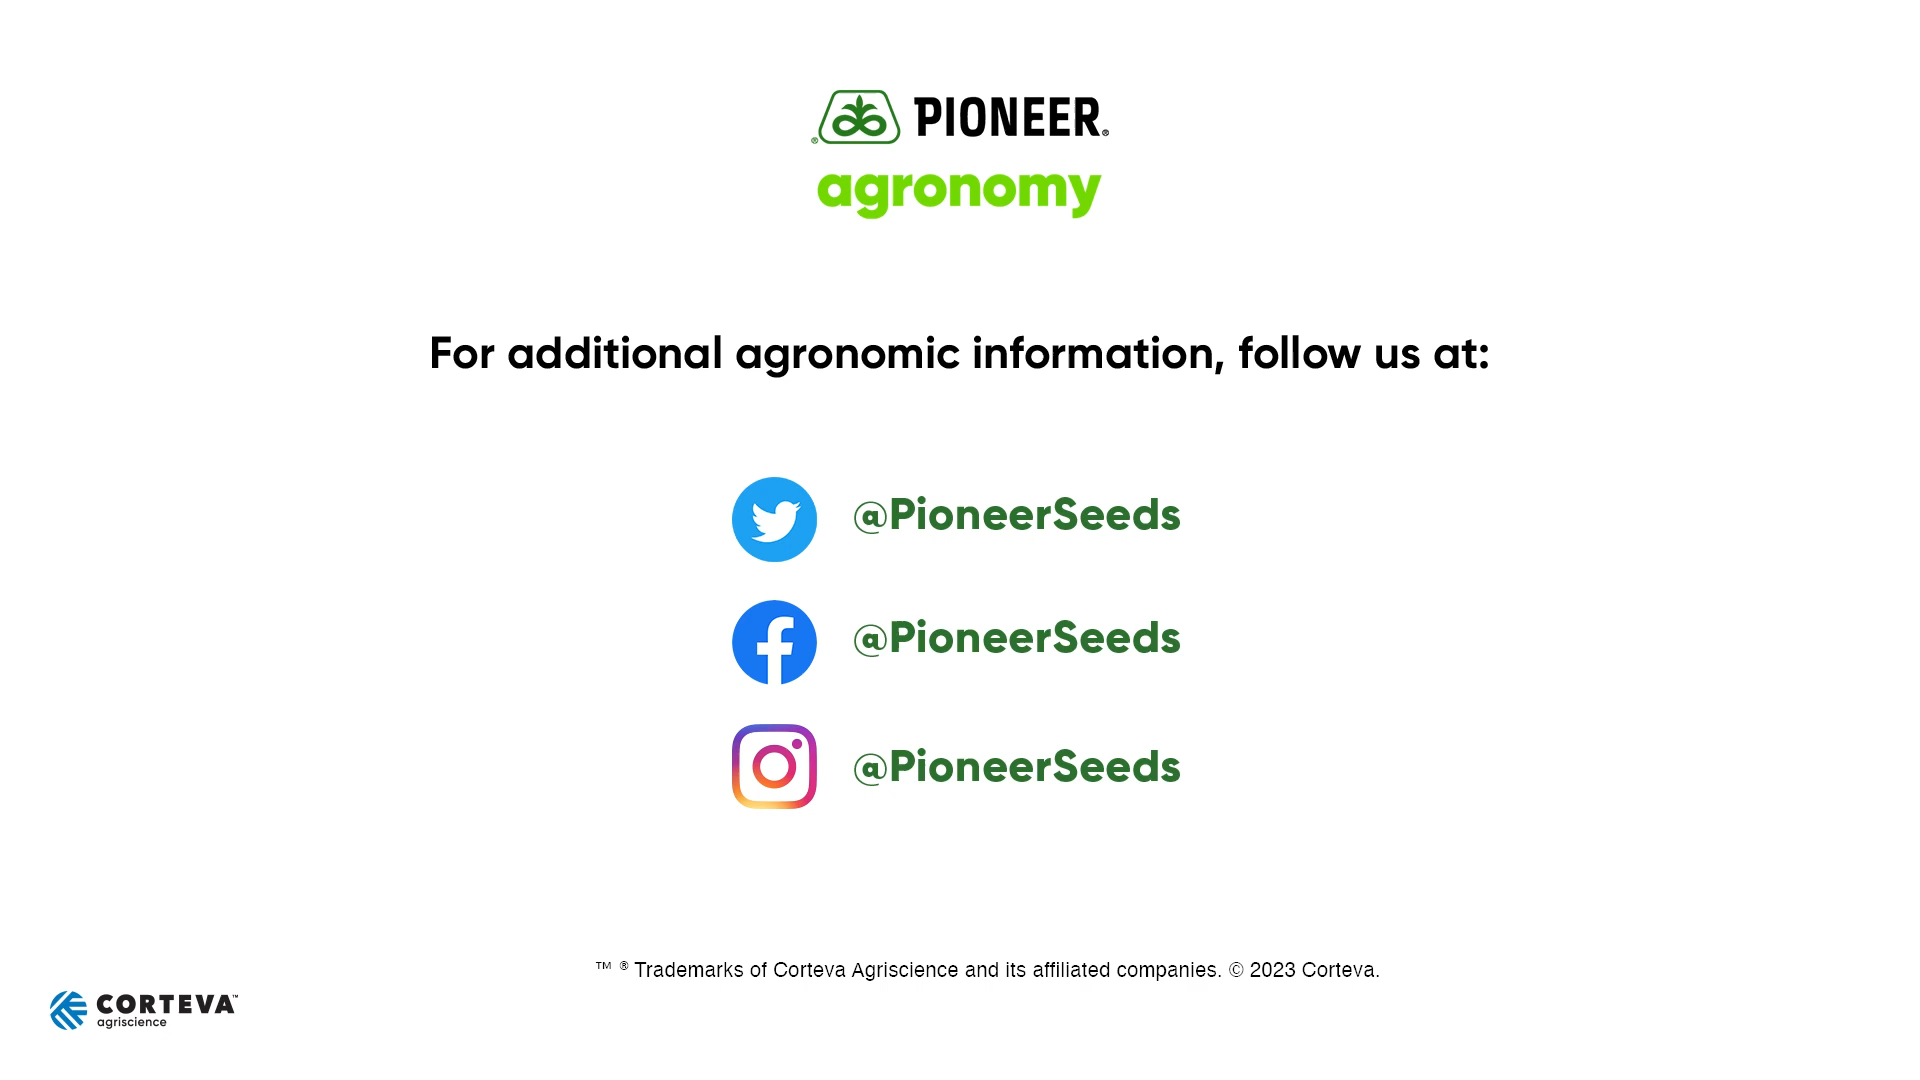 PIONEER®
agronomy
For additional agronomic information, follow us at:
@PioneerSeeds
@PioneerSeeds
@PioneerSeeds
™ ® Trademarks of Corteva Agriscience and its affiliated companies. © 2023 Corteva.
CORTEVA™
agriscience